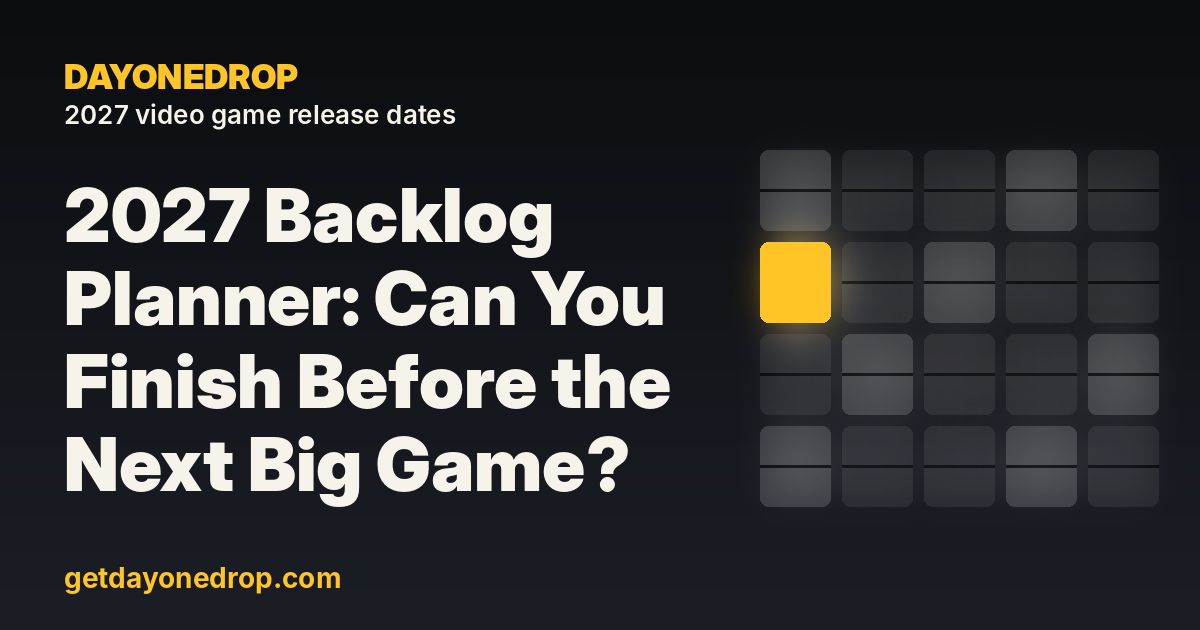 DAYONEDROP
2027 video game release dates
2027 Backlog
Planner: Can You
Finish Before the
Next Big Game?
getdayonedrop.com